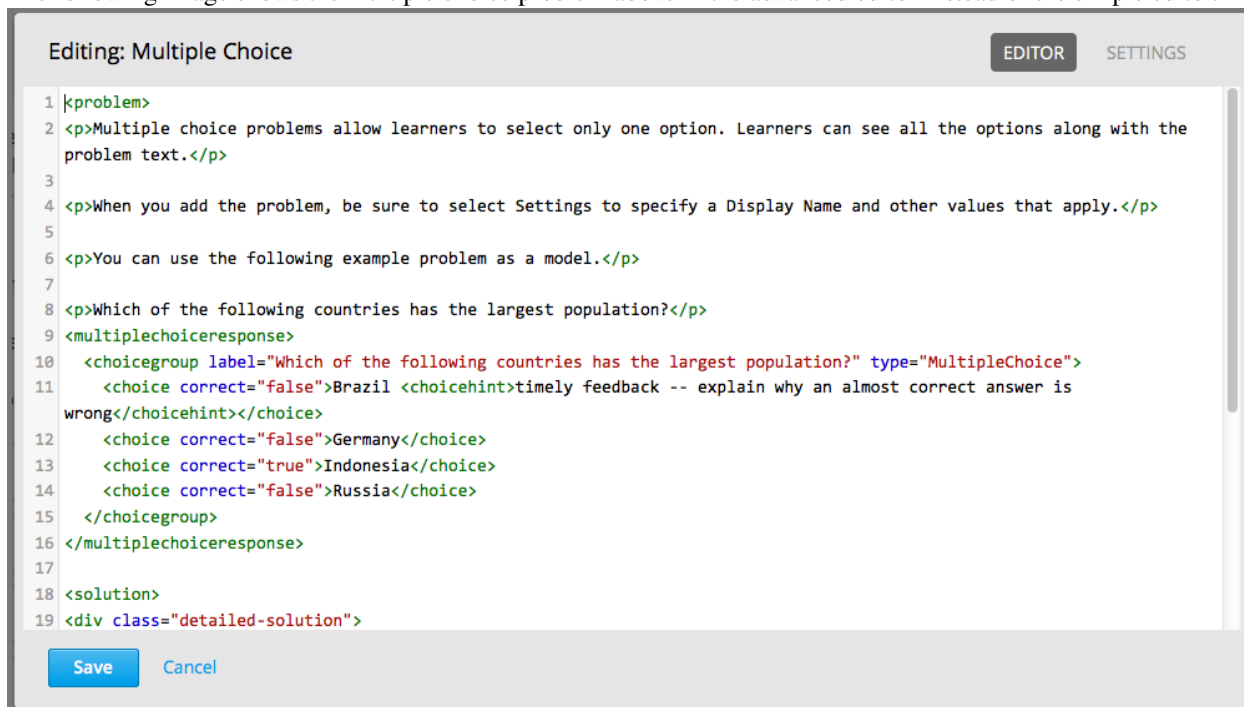 Editing: Multiple Choice
EDITOR
SETTINGS
1 <problem>
2 <p>Multiple choice problems allow learners to select only one option. Learners can see all the options along with the
problem text.</p>
3
4 <p>When you add the problem, be sure to select Settings to specify a Display Name and other values that apply.</p>
5
6 <p>You can use the following example problem as a model.</p>
7
8 <p>Which of the following countries has the largest population?</p>
9 <multiplechoiceresponse>
10   <choicegroup label="Which of the following countries has the largest population?" type="MultipleChoice">
11     <choice correct="false">Brazil <choicehint>timely feedback -- explain why an almost correct answer is
wrong</choicehint></choice>
12     <choice correct="false">Germany</choice>
13     <choice correct="true">Indonesia</choice>
14     <choice correct="false">Russia</choice>
15   </choicegroup>
16 </multiplechoiceresponse>
17
18 <solution>
19 <div class="detailed-solution">
Save
Cancel